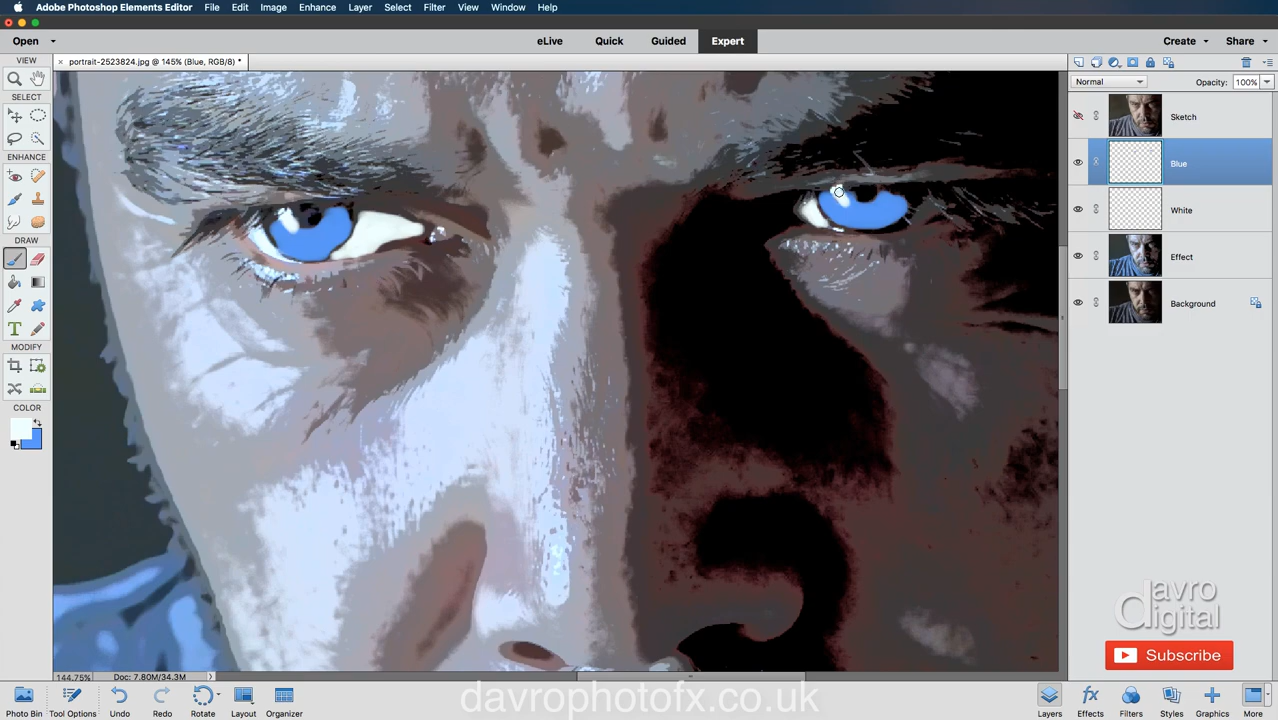 Adobe Photoshop Elements Editor File Edit Image Enhance Layer Select Filter View Window Help
Open eLive Quick Guided Expert Create Share
× portrait-2523824.jpg @ 145% (Blue, RGB/8) *
VIEW
SELECT
ENHANCE
DRAW
T
MODIFY
COLOR
Normal Opacity: 100%
Sketch
Blue
White
Effect
Background
davro
digital
Subscribe
144.75% Doc: 7.80M/34.3M
Photo Bin Tool Options Undo Redo Rotate Layout Organizer
davrophotofx.co.uk
Layers Effects Filters Styles Graphics More